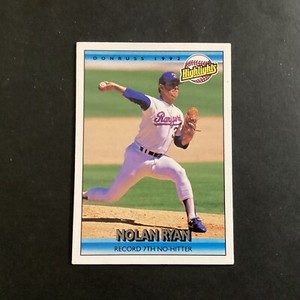 DONRUSS 1992
Highlights
Rangers
NOLAN RYAN
RECORD 7TH NO-HITTER